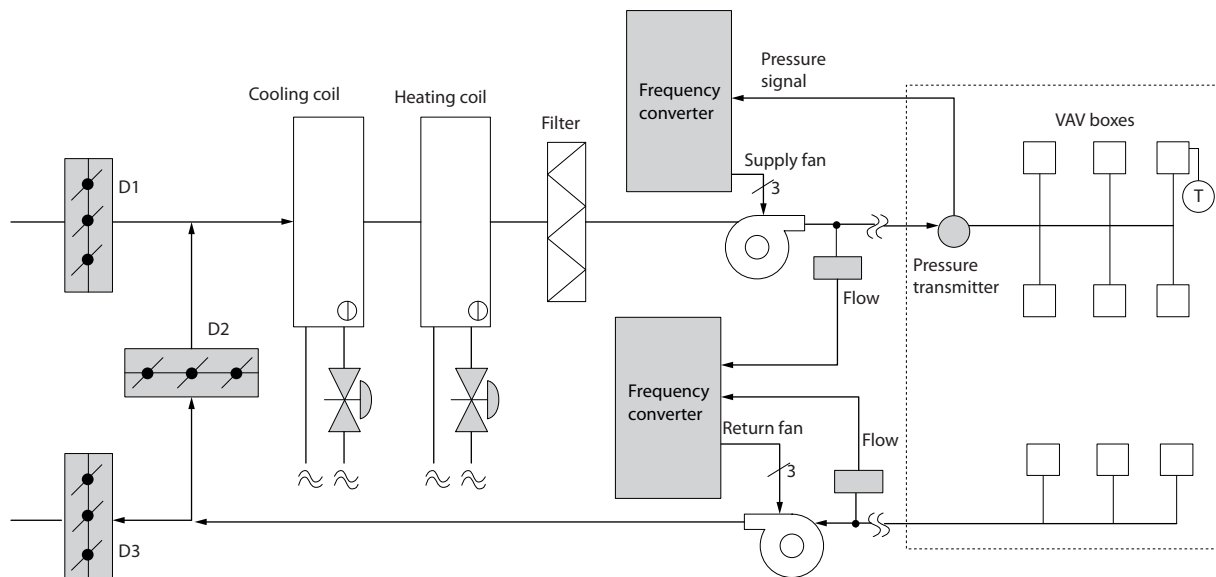 Pressure
signal
Frequency
converter
Cooling coil
Heating coil
Filter
VAV boxes
Supply fan
3
D1
T
Pressure
transmitter
Flow
D2
Frequency
converter
Return fan
Flow
3
D3